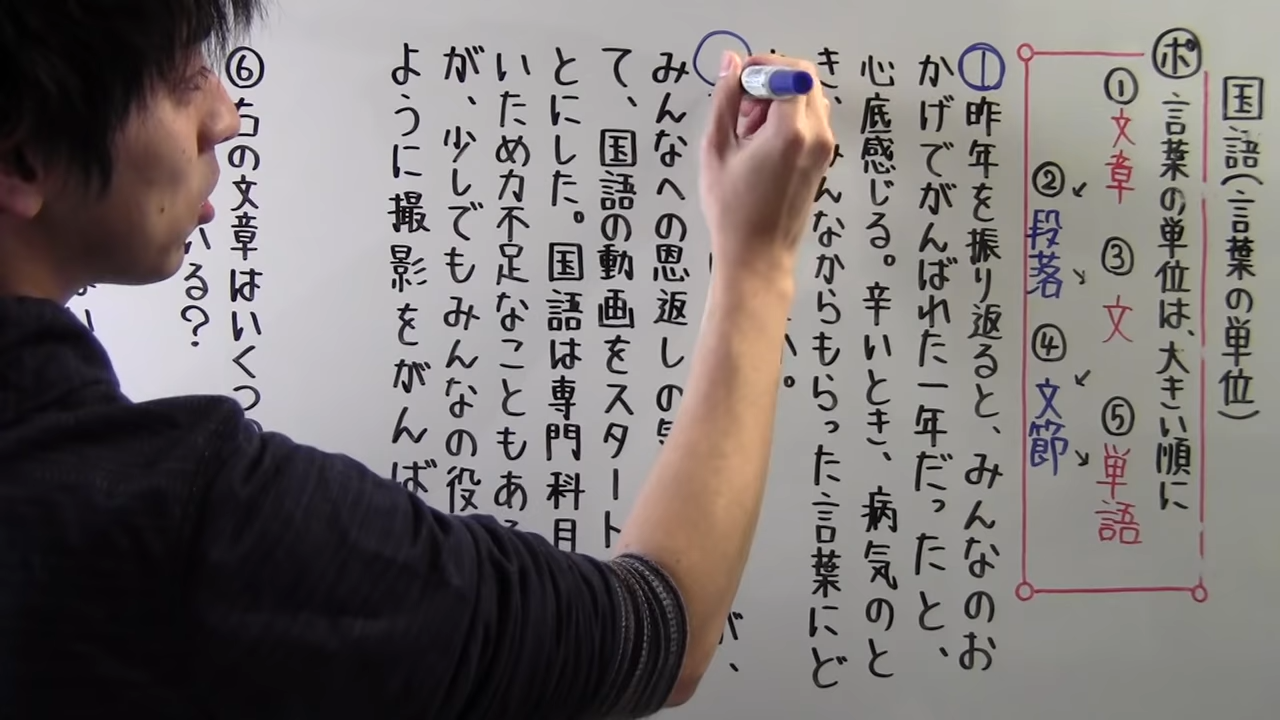 国語(言葉の単位)
ポ 言葉の単位は、大きい順に
①文章
②段落
③文
④文節
⑤単語
①昨年を振り返ると、みんなのお
かげでがんばれた一年だったと、
心底感じる。辛いとき、病気のと
き、みんなからもらった言葉にど
か。
が、
みんなへの恩返しの
て、国語の動画をスタート
とにした。国語は専門科目
いため力不足なこともある
が、少しでもみんなの役
ように撮影をがんば
⑥右の文章はいくつ
いる?